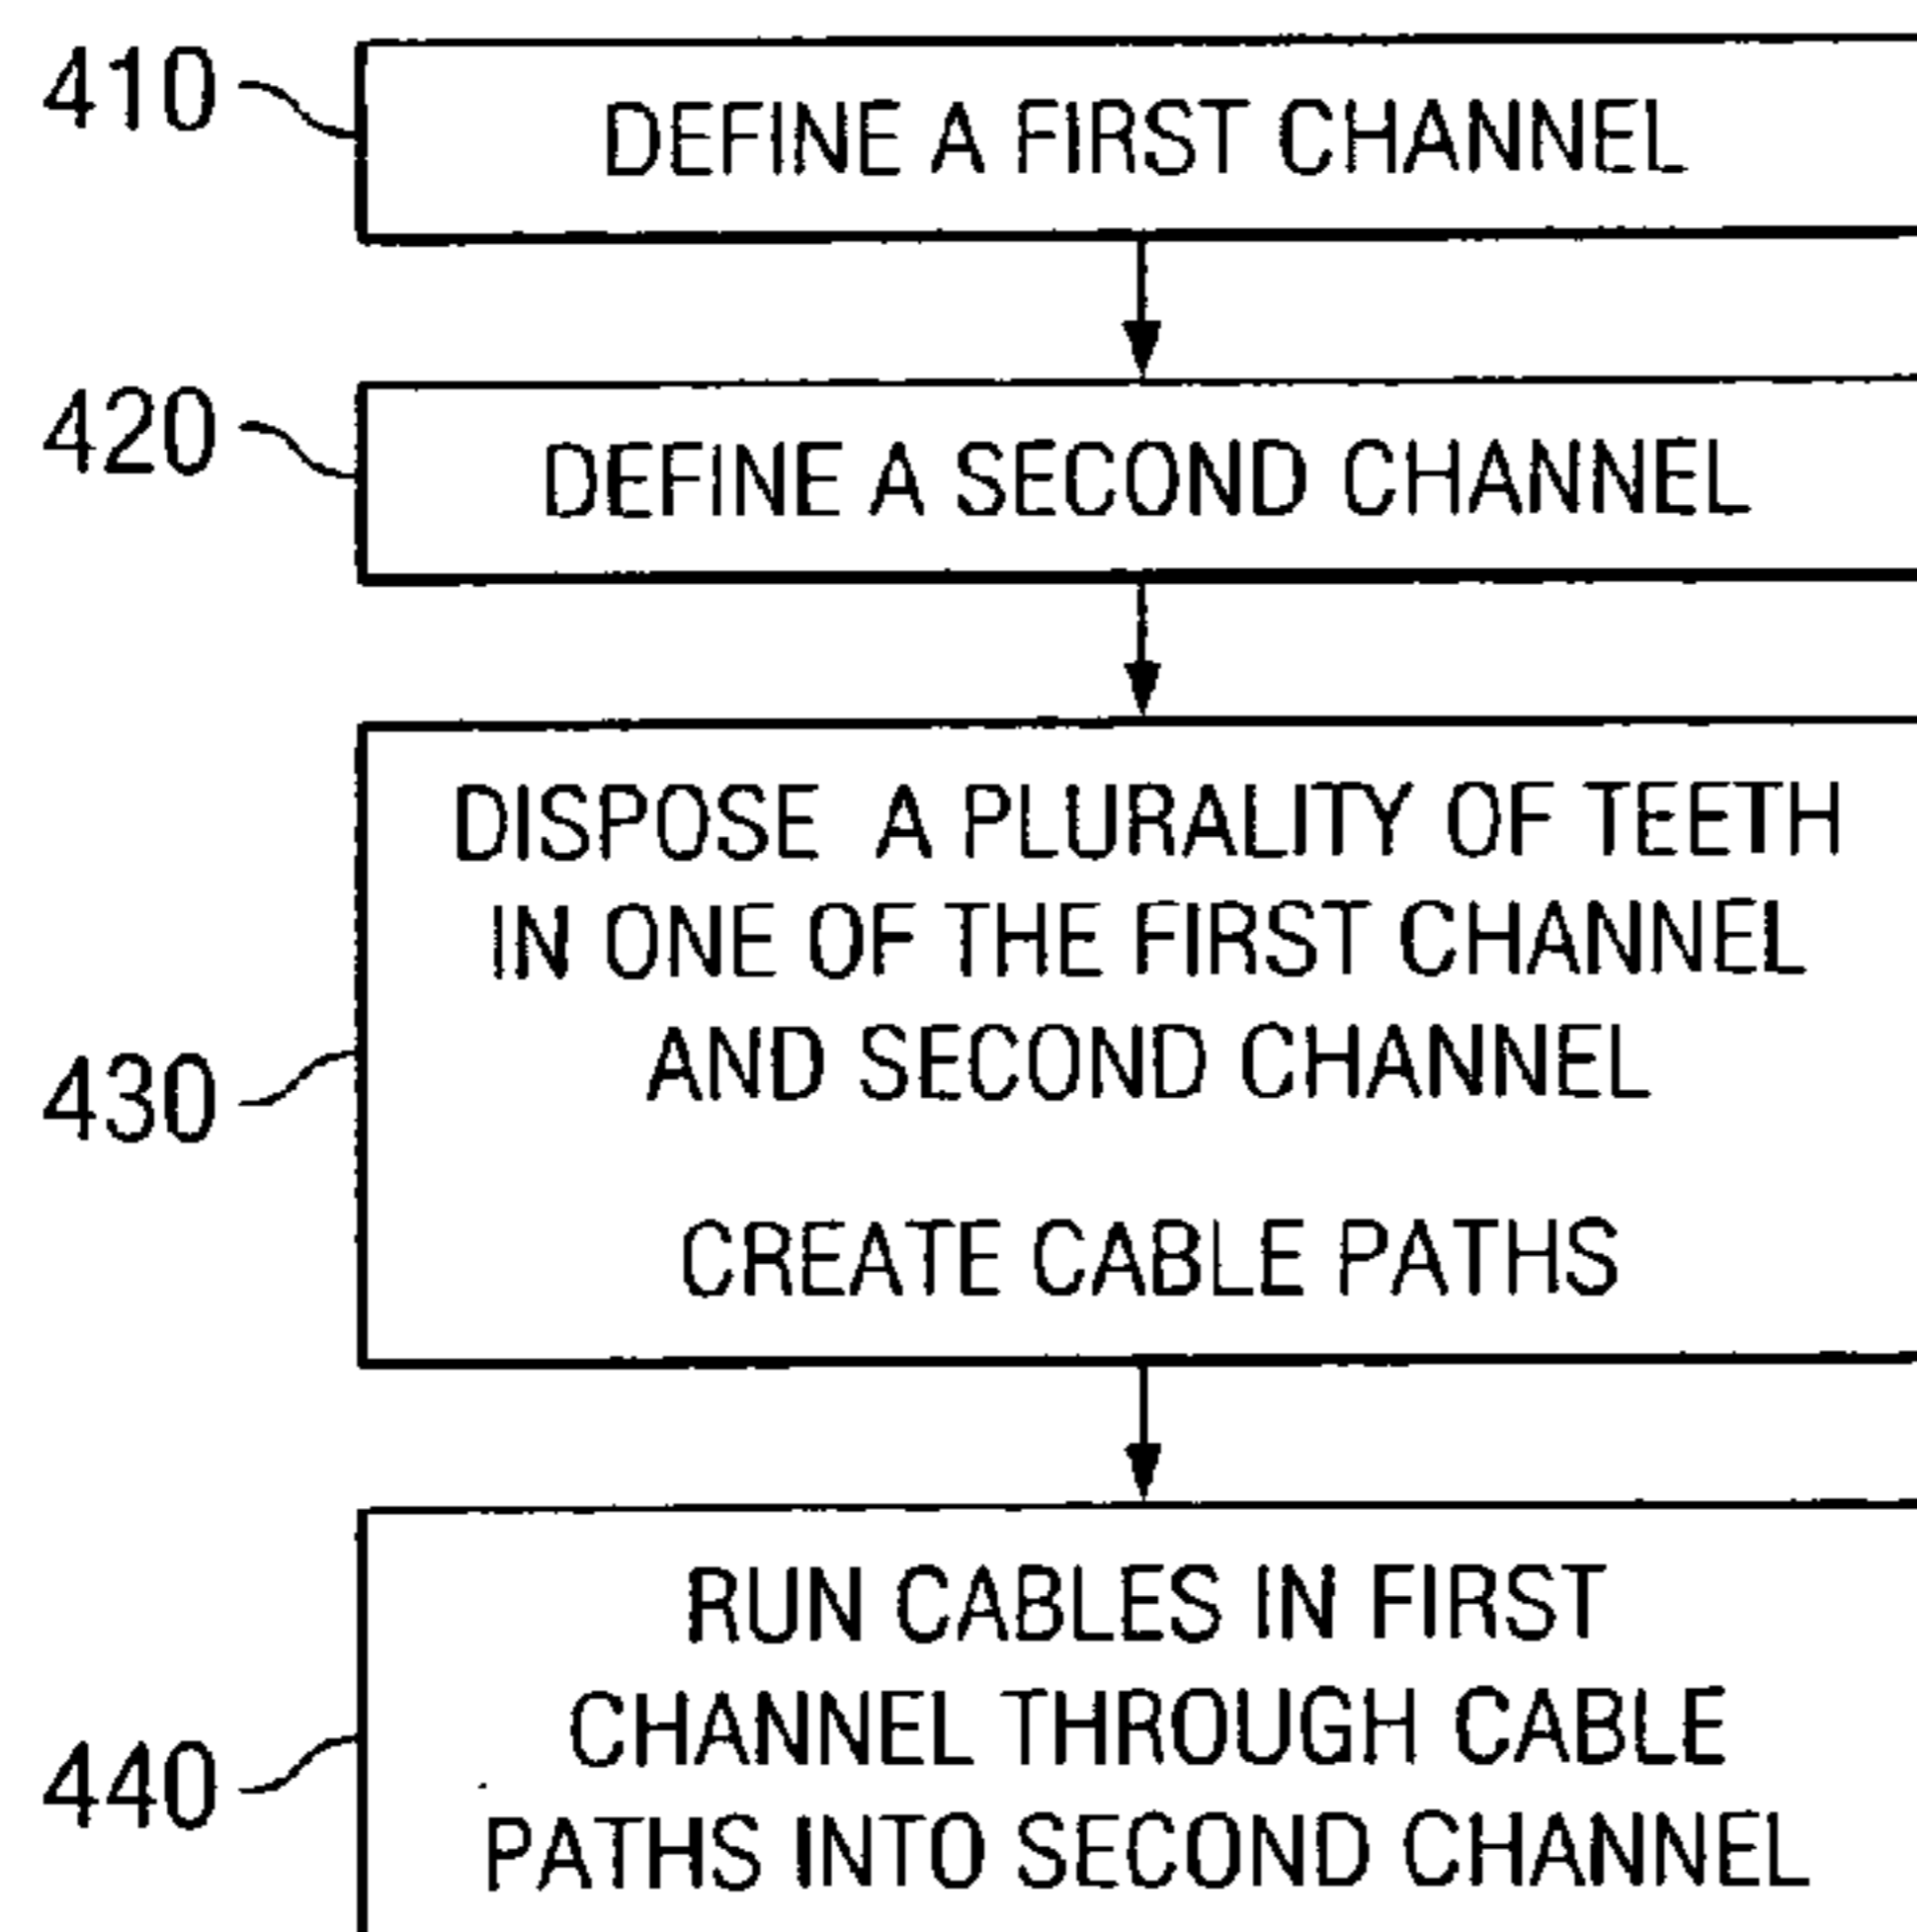 410
DEFINE A FIRST CHANNEL
420
DEFINE A SECOND CHANNEL
DISPOSE A PLURALITY OF TEETH
IN ONE OF THE FIRST CHANNEL
AND SECOND CHANNEL
430
CREATE CABLE PATHS
RUN CABLES IN FIRST
CHANNEL THROUGH CABLE
440
PATHS INTO SECOND CHANNEL